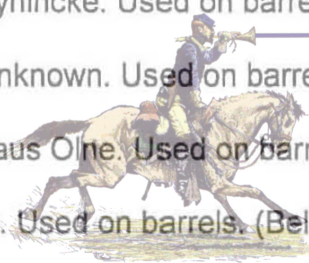 Used on barre
nknown. Used on barre
aus Olne. Used on barr
. Used on barrels. (Bel